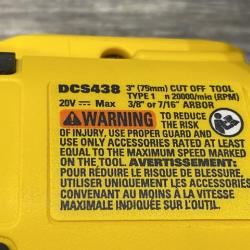 DCS438 3" (75mm) CUT OFF TOOL
TYPE 1 n 20000/min (RPM)
20V ⎓ Max 3/8" or 7/16" ARBOR
WARNING TO REDUCE
THE RISK
OF INJURY, USE PROPER GUARD AND
USE ONLY ACCESSORIES RATED AT LEAST
EQUAL TO THE MAXIMUM SPEED MARKED
ON THE TOOL. AVERTISSEMENT:
POUR RÉDUIRE LE RISQUE DE BLESSURE,
UNIQUEMENT DES ACCESSOIRES
CONVENANT AU MOINS À LA VITESSE
MAXIMALE INDIQUÉE SUR L'OUTIL.